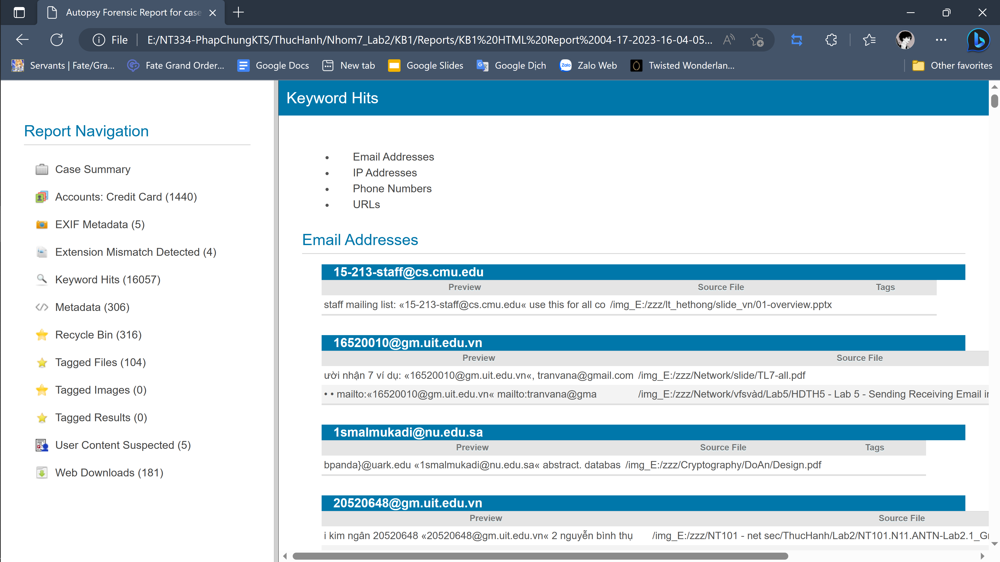 Autopsy Forensic Report for case
File
E:/NT334-PhapChungKTS/ThucHanh/Nhom7_Lab2/KB1/Reports/KB1%20HTML%20Report%2004-17-2023-16-04-05...
Servants | Fate/Gra... Fate Grand Order... Google Docs New tab Google Slides Google Dịch Zalo Web Twisted Wonderlan... Other favorites
Report Navigation
Case Summary
Accounts: Credit Card (1440)
EXIF Metadata (5)
Extension Mismatch Detected (4)
Keyword Hits (16057)
Metadata (306)
Recycle Bin (316)
Tagged Files (104)
Tagged Images (0)
Tagged Results (0)
User Content Suspected (5)
Web Downloads (181)
Keyword Hits
• Email Addresses
• IP Addresses
• Phone Numbers
• URLs
Email Addresses
15-213-staff@cs.cmu.edu
Preview Source File Tags
staff mailing list: «15-213-staff@cs.cmu.edu« use this for all co /img_E:/zzz/lt_hethong/slide_vn/01-overview.pptx
16520010@gm.uit.edu.vn
Preview Source File
ười nhận 7 ví dụ: «16520010@gm.uit.edu.vn«, tranvana@gmail.com /img_E:/zzz/Network/slide/TL7-all.pdf
• • mailto:«16520010@gm.uit.edu.vn« mailto:tranvana@gma /img_E:/zzz/Network/vfsvàd/Lab5/HDTH5 - Lab 5 - Sending Receiving Email in
1smalmukadi@nu.edu.sa
Preview Source File Tags
bpanda}@uark.edu «1smalmukadi@nu.edu.sa« abstract. databas /img_E:/zzz/Cryptography/DoAn/Design.pdf
20520648@gm.uit.edu.vn
Preview Source File
i kim ngân 20520648 «20520648@gm.uit.edu.vn« 2 nguyễn bình thụ /img_E:/zzz/NT101 - net sec/ThucHanh/Lab2/NT101.N11.ANTN-Lab2.1_G